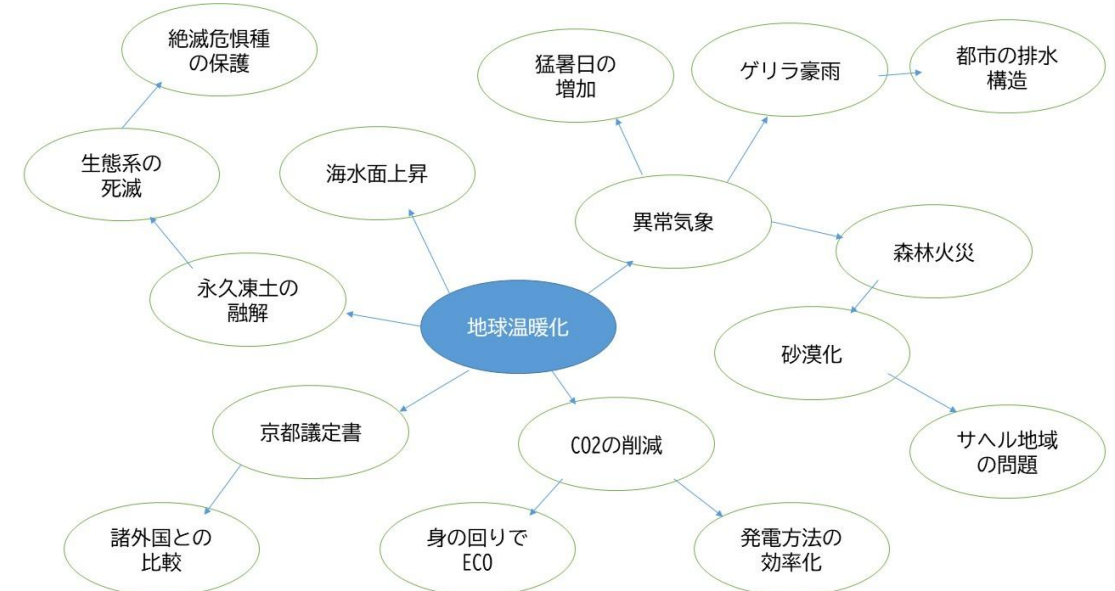 絶滅危惧種
の保護
猛暑日の
増加
ゲリラ豪雨
都市の排水
構造
生態系の
死滅
海水面上昇
異常気象
森林火災
永久凍土の
融解
地球温暖化
砂漠化
京都議定書
CO2の削減
サヘル地域
の問題
諸外国との
比較
身の回りで
ECO
発電方法の
効率化